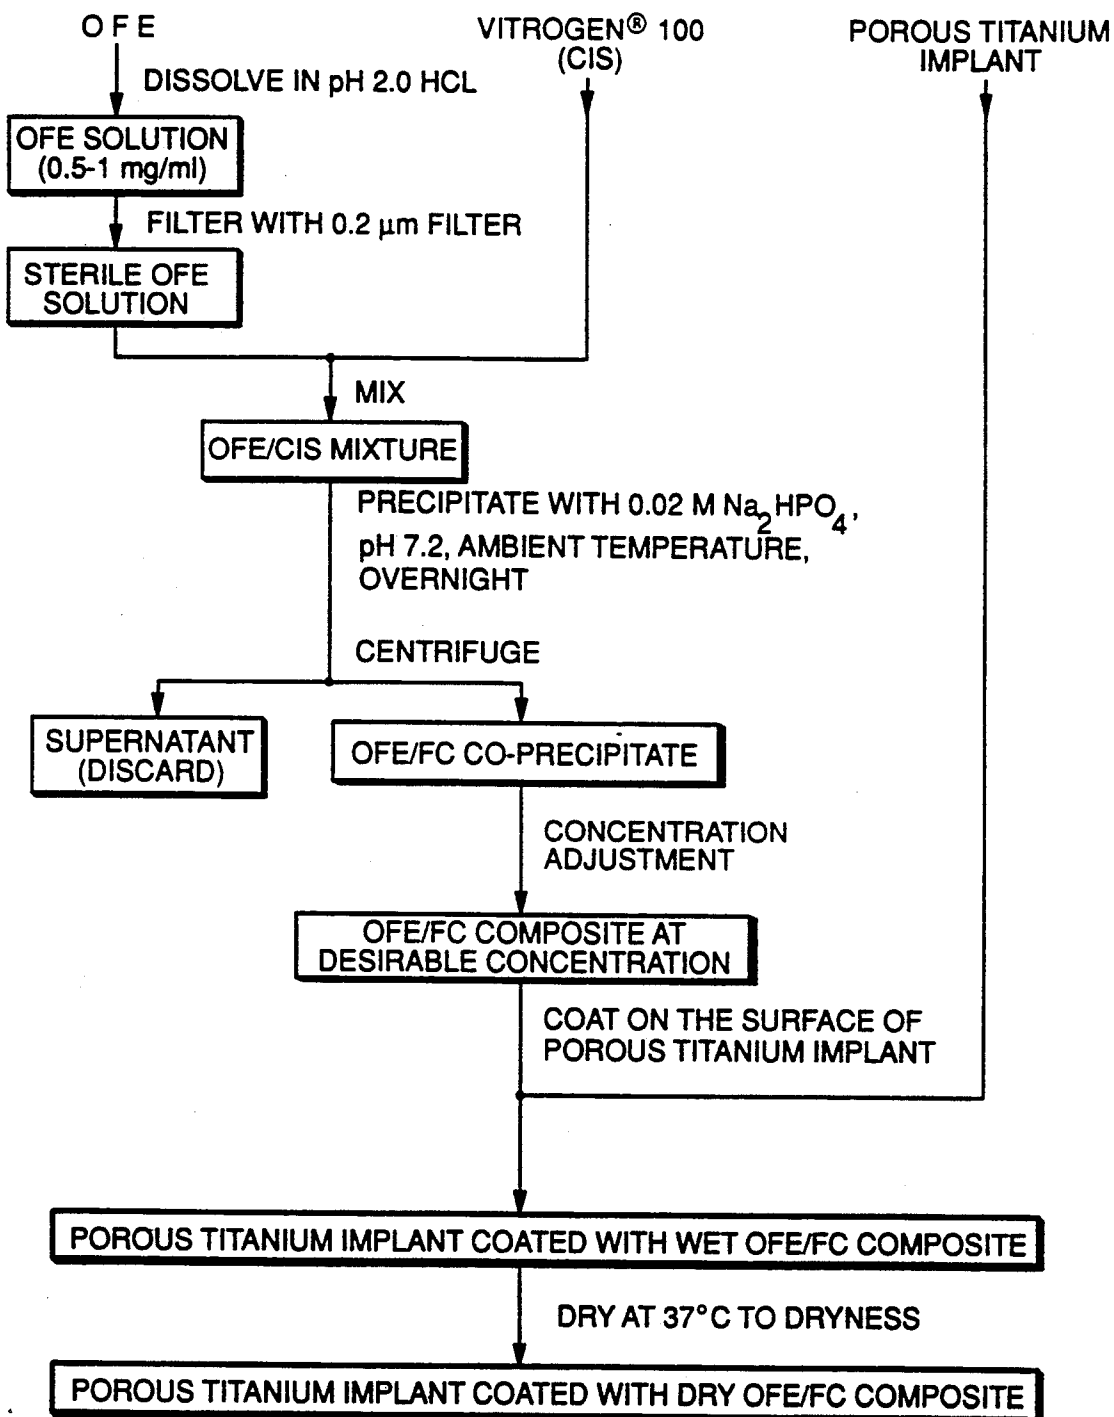 OFE
VITROGEN® 100
(CIS)
POROUS TITANIUM
IMPLANT
DISSOLVE IN pH 2.0 HCL
OFE SOLUTION
(0.5-1 mg/ml)
FILTER WITH 0.2 μm FILTER
STERILE OFE
SOLUTION
MIX
OFE/CIS MIXTURE
PRECIPITATE WITH 0.02 M Na2HPO4,
pH 7.2, AMBIENT TEMPERATURE,
OVERNIGHT
CENTRIFUGE
SUPERNATANT
(DISCARD)
OFE/FC CO-PRECIPITATE
CONCENTRATION
ADJUSTMENT
OFE/FC COMPOSITE AT
DESIRABLE CONCENTRATION
COAT ON THE SURFACE OF
POROUS TITANIUM IMPLANT
POROUS TITANIUM IMPLANT COATED WITH WET OFE/FC COMPOSITE
DRY AT 37°C TO DRYNESS
POROUS TITANIUM IMPLANT COATED WITH DRY OFE/FC COMPOSITE